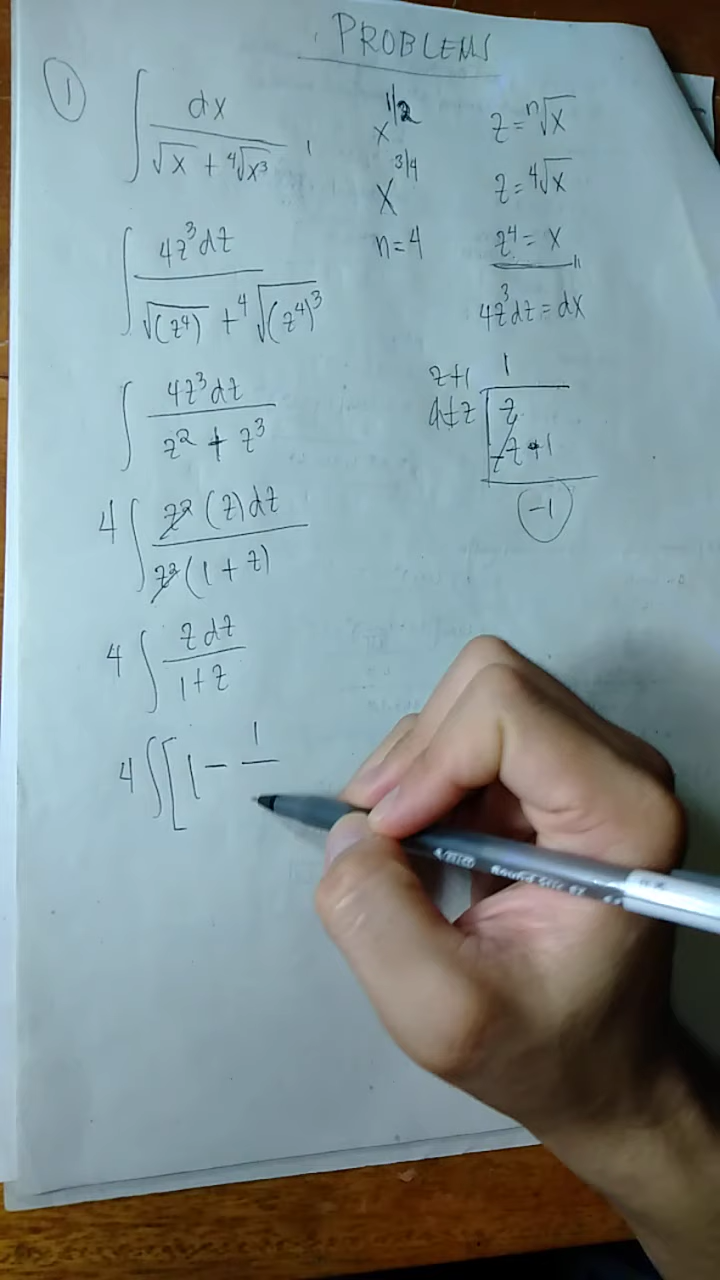 PROBLEMS
① ∫ dx / (√x + ⁴√x³)
x^1/2
x^3/4
n=4
z = ⁿ√x
z = ⁴√x
z⁴ = x
4z³dz = dx
∫ 4z³dz / (√(z⁴) + ⁴√(z⁴)³)
∫ 4z³dz / (z² + z³)
4 ∫ z²(z)dz / z²(1 + z)
4 ∫ zdz / 1+z
4 ∫ [1 - 1/
z+1
1
z
-1